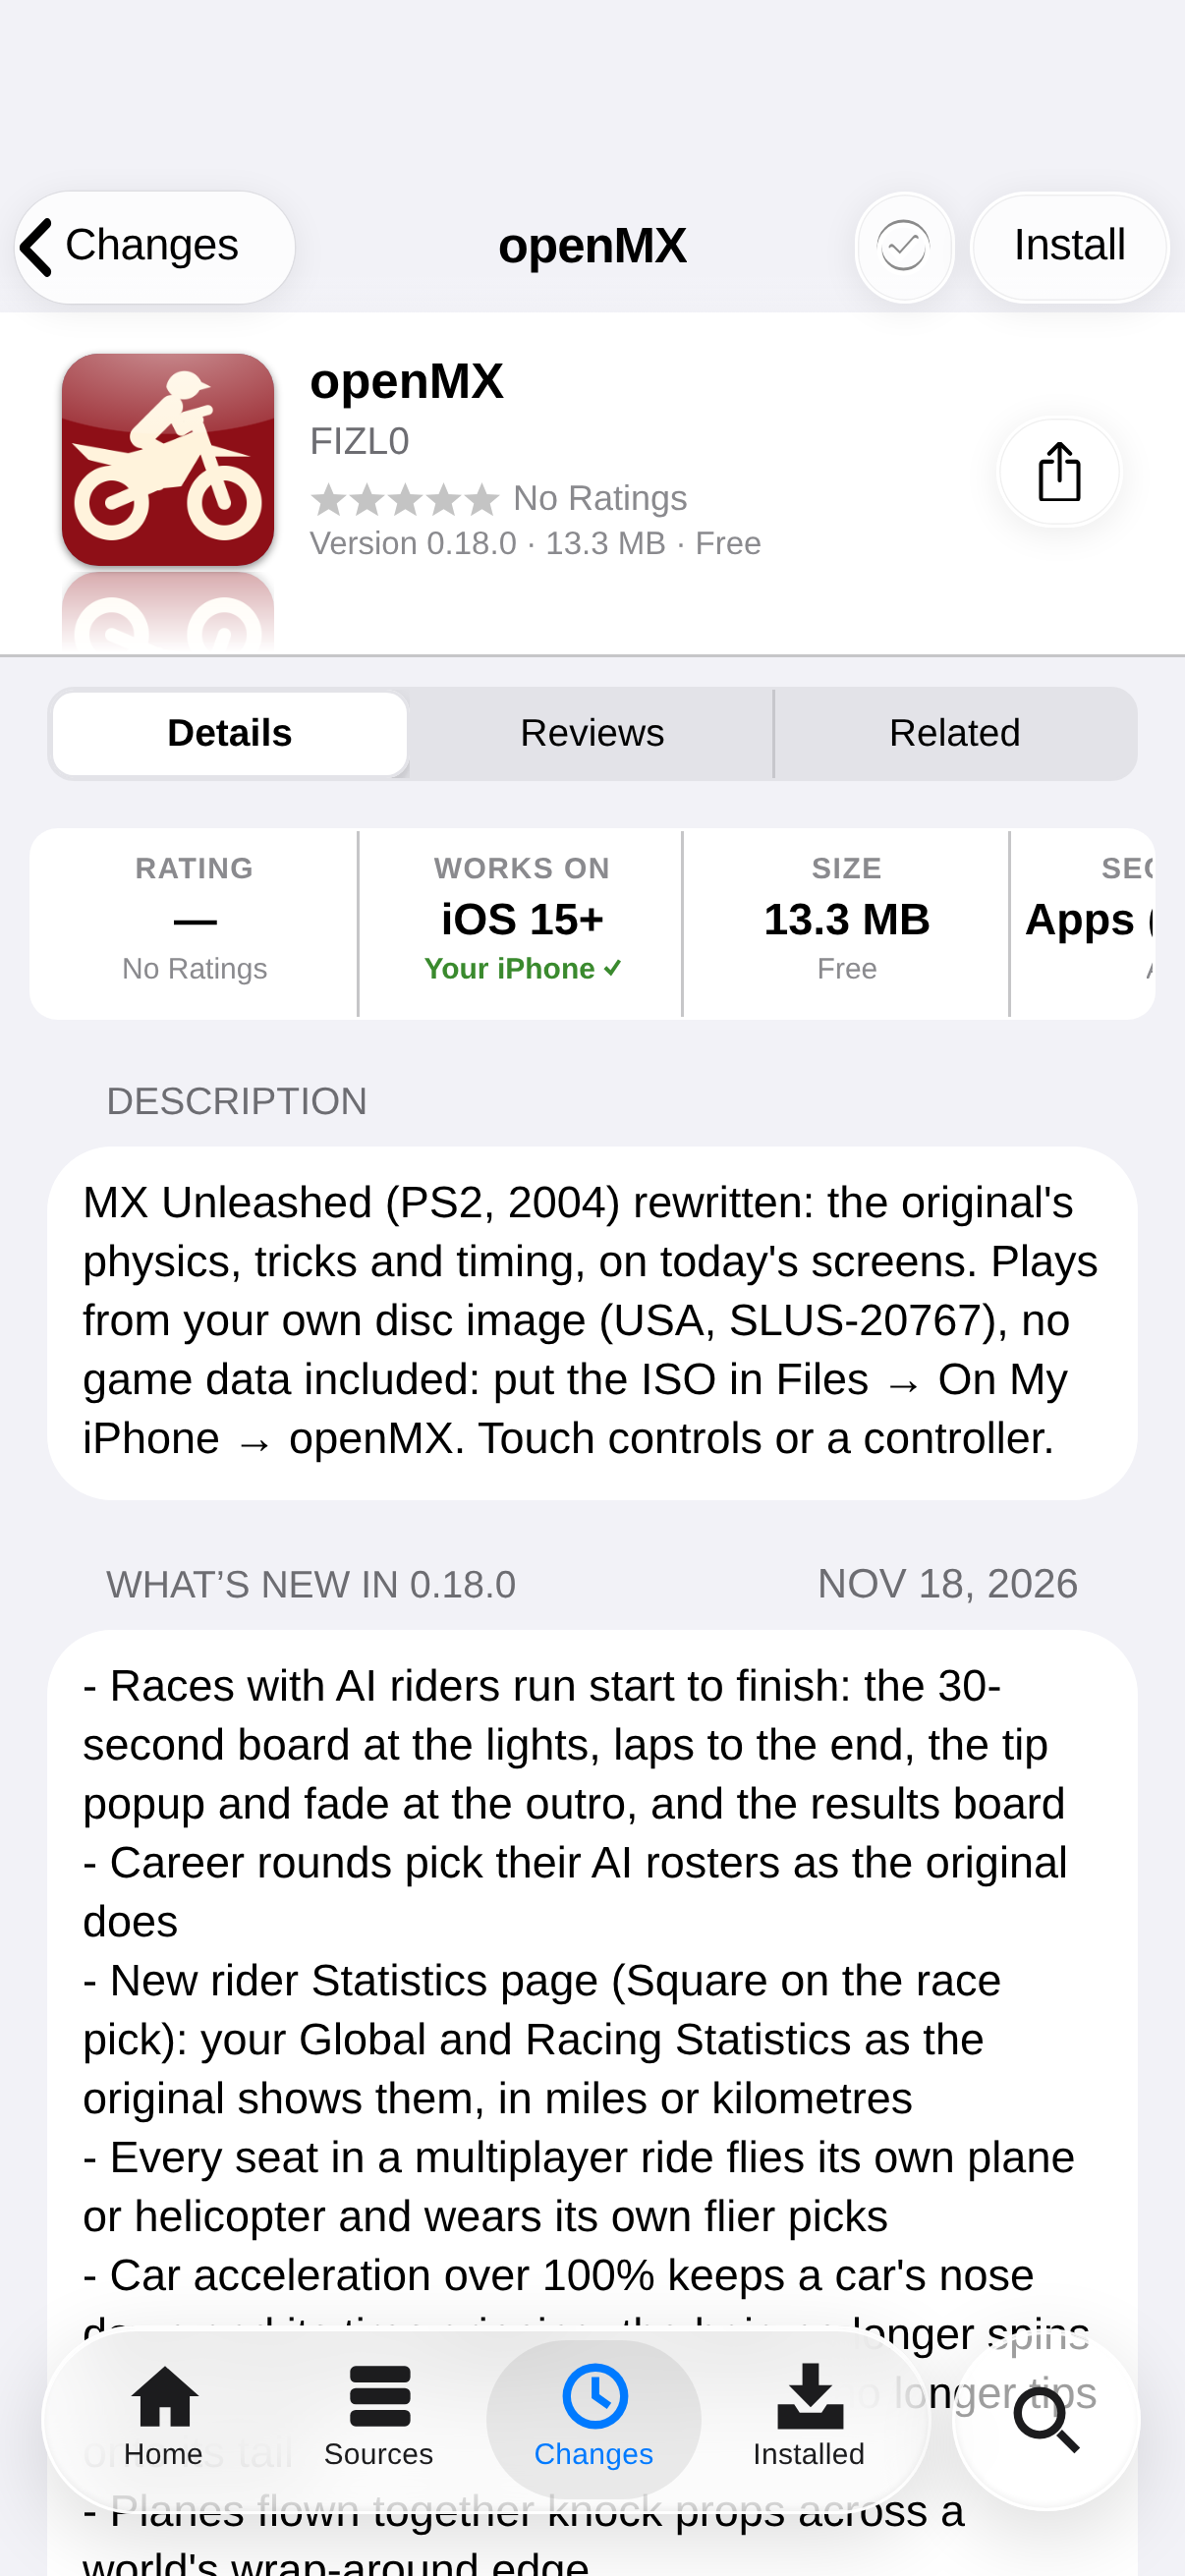 Changes
openMX
Install
openMX
FIZL0
No Ratings
Version 0.18.0 · 13.3 MB · Free
Details
Reviews
Related
RATING
—
No Ratings
WORKS ON
iOS 15+
Your iPhone ✓
SIZE
13.3 MB
Free
Apps
DESCRIPTION
MX Unleashed (PS2, 2004) rewritten: the original's
physics, tricks and timing, on today's screens. Plays
from your own disc image (USA, SLUS-20767), no
game data included: put the ISO in Files → On My
iPhone → openMX. Touch controls or a controller.
WHAT’S NEW IN 0.18.0
NOV 18, 2026
- Races with AI riders run start to finish: the 30-
second board at the lights, laps to the end, the tip
popup and fade at the outro, and the results board
- Career rounds pick their AI rosters as the original
does
- New rider Statistics page (Square on the race
pick): your Global and Racing Statistics as the
original shows them, in miles or kilometres
- Every seat in a multiplayer ride flies its own plane
or helicopter and wears its own flier picks
- Car acceleration over 100% keeps a car's nose
longer spins
longer tips
tail
- Planes flown together knock props across a
world's wrap-around edge
Home
Sources
Changes
Installed